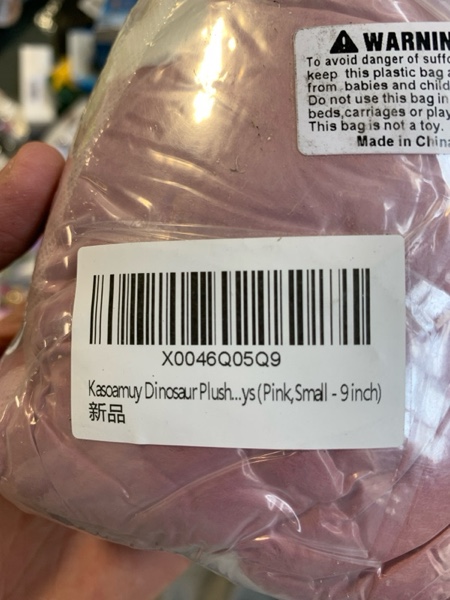 ⚠ WARNIN
To avoid danger of suffo
keep this plastic bag a
from babies and child
Do not use this bag in
beds,carriages or play
This bag is not a toy.
Made in China
X0046Q05Q9
Kasoamuy Dinosaur Plush...ys (Pink,Small - 9 inch)
新品